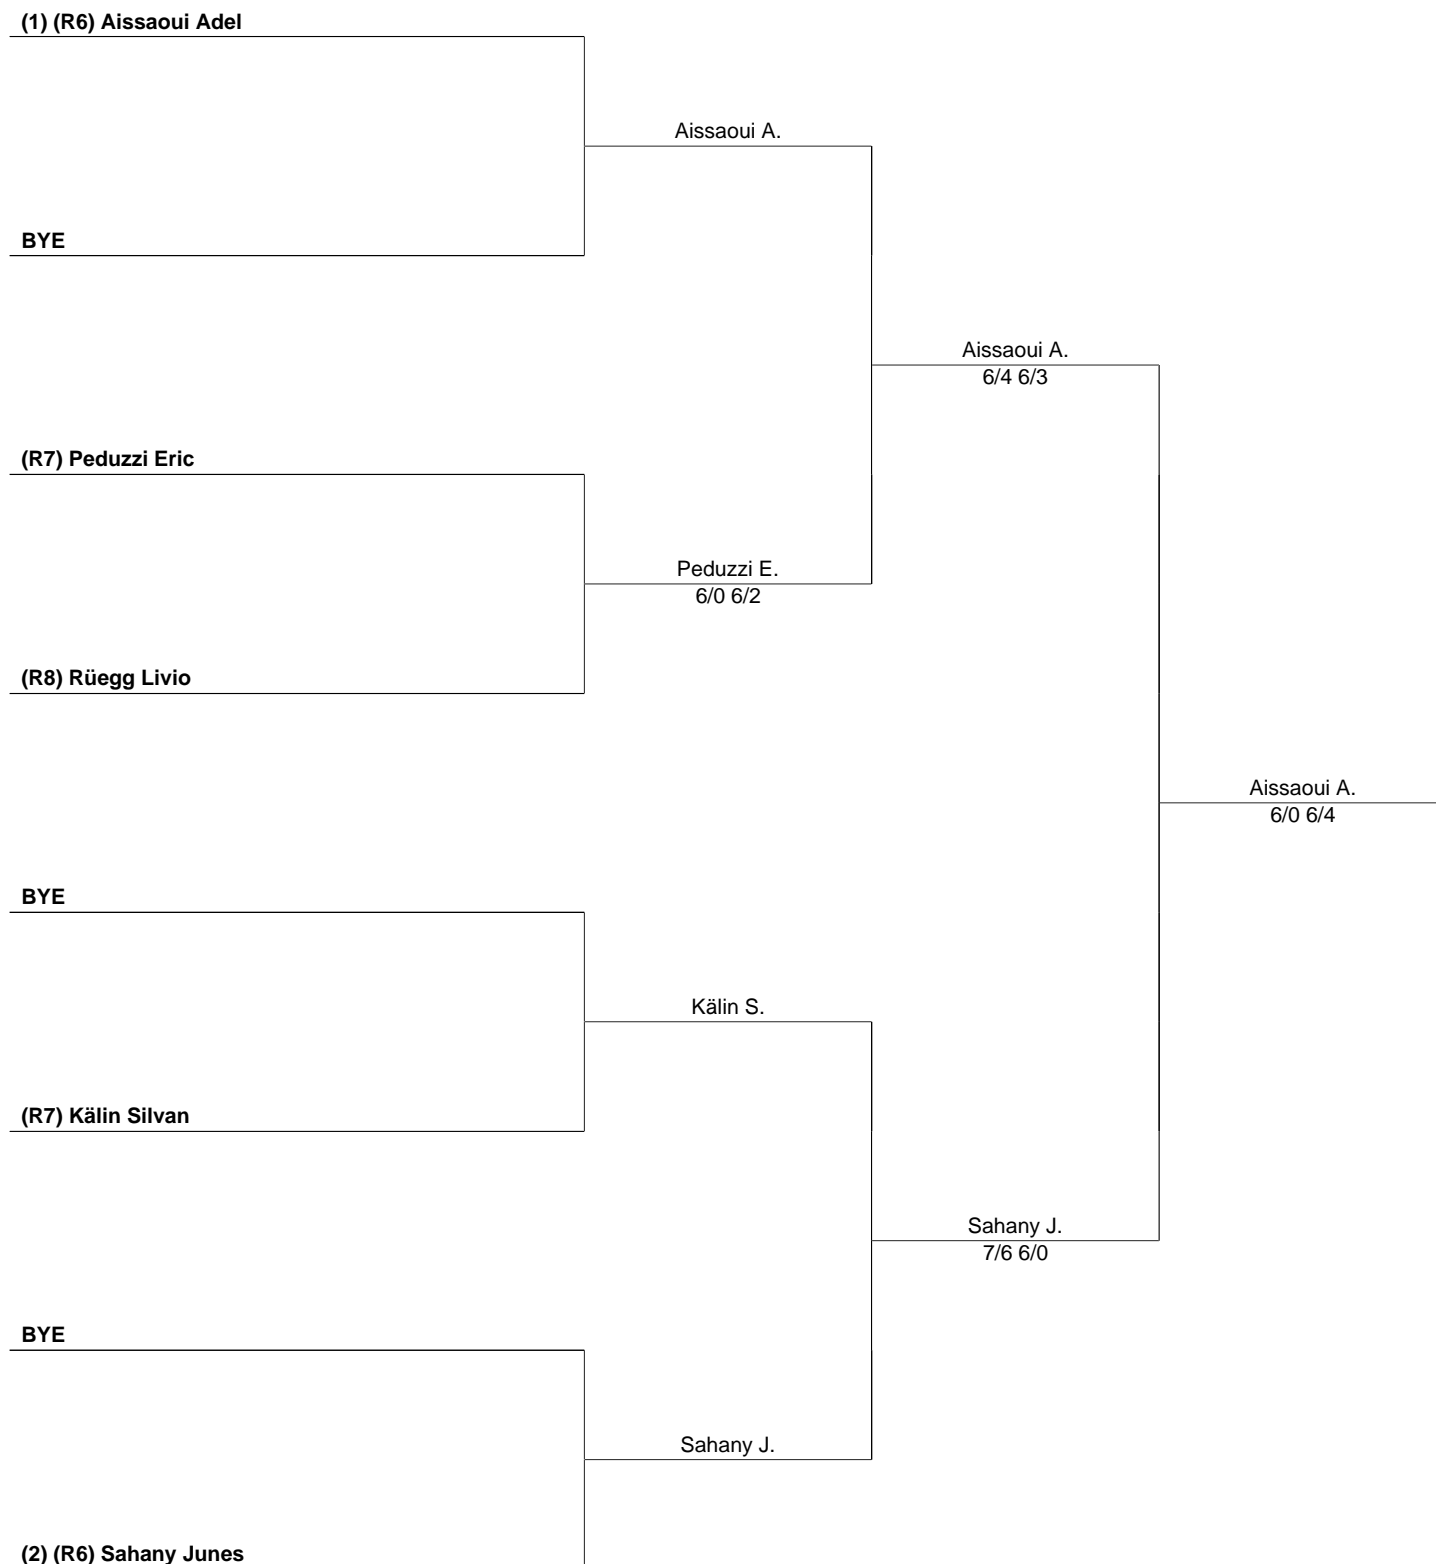 (1) (R6) Aissaoui Adel
Aissaoui A.
BYE
Aissaoui A.
6/4 6/3
(R7) Peduzzi Eric
Peduzzi E.
6/0 6/2
(R8) Rüegg Livio
Aissaoui A.
6/0 6/4
BYE
Kälin S.
(R7) Kälin Silvan
Sahany J.
7/6 6/0
BYE
Sahany J.
(2) (R6) Sahany Junes